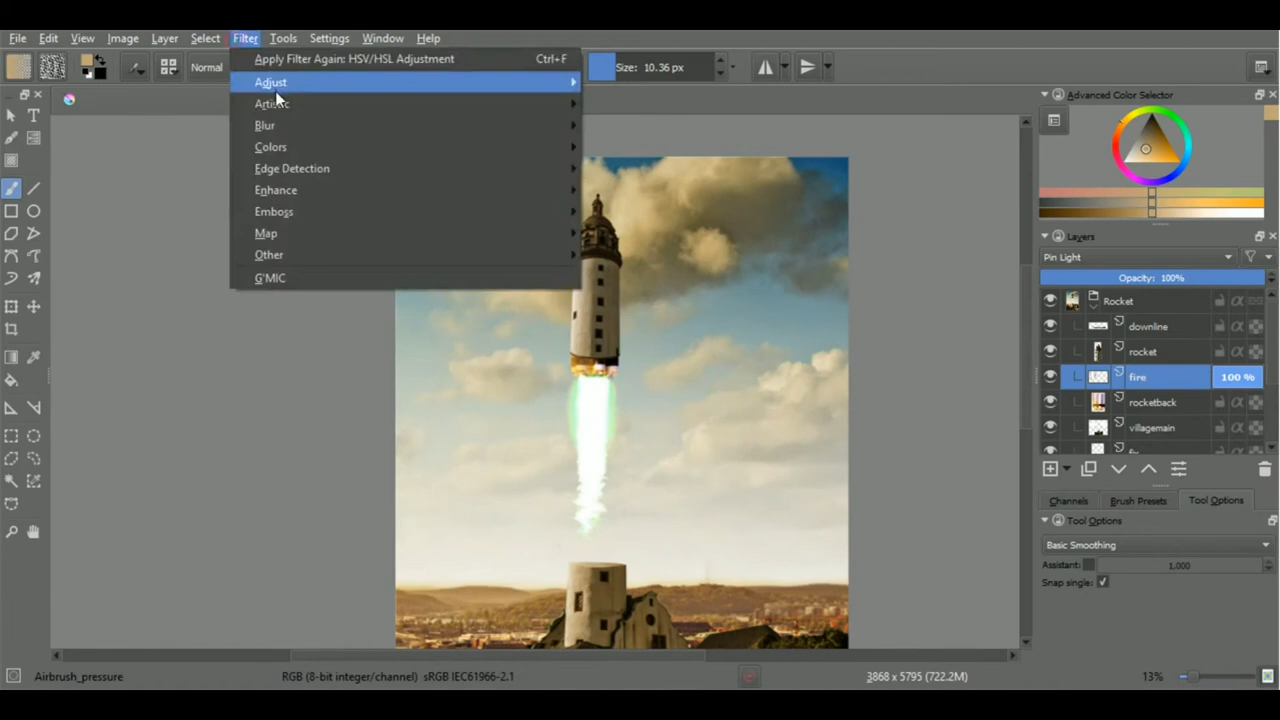 File Edit View Image Layer Select Filter Tools Settings Window Help
Normal
Size: 10.36 px
Apply Filter Again: HSV/HSL Adjustment Ctrl+F
Adjust
Artistic
Blur
Colors
Edge Detection
Enhance
Emboss
Map
Other
G'MIC
Advanced Color Selector
Layers
Pin Light
Opacity: 100%
Rocket
downline
rocket
fire 100 %
rocketback
villagemain
Channels Brush Presets Tool Options
Tool Options
Basic Smoothing
Assistant: 1,000
Snap single:
Airbrush_pressure
RGB (8-bit integer/channel) sRGB IEC61966-2.1
3868 x 5795 (722.2M)
13%